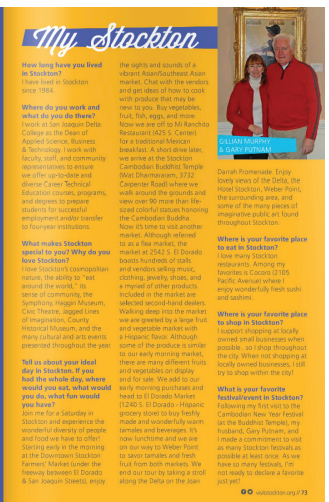 My Stockton
How long have you lived
in Stockton?
I have lived in Stockton
since 1984.
Where do you work and
what do you do there?
I work at San Joaquin Delta
College as the Dean of
Applied Science, Business
& Technology. I work with
faculty, staff, and community
representatives to ensure
we offer up-to-date and
diverse Career Technical
Education courses, programs,
and degrees to prepare
students for successful
employment and/or transfer
to four-year institutions.
What makes Stockton
special to you? Why do you
love Stockton?
I love Stockton's cosmopolitan
nature, the ability to "eat
around the world," its
sense of community, the
Symphony, Haggin Museum,
Civic Theatre, Jagged Lines
of Imagination, County
Historical Museum, and the
many cultural and arts events
presented throughout the year.
Tell us about your ideal
day in Stockton. If you
had the whole day, where
would you eat, what would
you do, what fun would
you have?
Join me for a Saturday in
Stockton and experience the
wonderful diversity of people
and food we have to offer!
Starting early in the morning
at the Downtown Stockton
Farmers' Market (under the
freeway between El Dorado
& San Joaquin Streets), enjoy
the sights and sounds of a
vibrant Asian/Southeast Asian
market. Chat with the vendors
and get ideas of how to cook
with produce that may be
new to you. Buy vegetables,
fruit, fish, eggs, and more.
Now we are off to Mi Ranchito
Restaurant (425 S. Center)
for a traditional Mexican
breakfast. A short drive later,
we arrive at the Stockton
Cambodian Buddhist Temple
(Wat Dharmararam, 3732
Carpenter Road) where we
walk around the grounds and
view over 90 more than life-
sized colorful statues honoring
the Cambodian Buddha.
Now it's time to visit another
market. Although referred
to as a flea market, the
market at 2542 S. El Dorado
boasts hundreds of stalls
and vendors selling music,
clothing, jewelry, shoes, and
a myriad of other products.
Included in the market are
selected second-hand dealers.
Walking deep into the market
we are greeted by a large fruit
and vegetable market with
a Hispanic flavor. Although
some of the produce is similar
to our early morning market,
there are many different fruits
and vegetables on display
and for sale. We add to our
early morning purchases and
head to El Dorado Market
(1240 S. El Dorado – Hispanic
grocery store) to buy freshly
made and wonderfully warm
tamales and beverages. It's
now lunchtime and we are
on our way to Weber Point
to savor tamales and fresh
fruit from both markets. We
end our tour by taking a stroll
along the Delta on the Joan
GILLIAN MURPHY
& GARY PUTNAM
Darrah Promenade. Enjoy
lovely views of the Delta, the
Hotel Stockton, Weber Point,
the surrounding area, and
some of the many pieces of
imaginative public art found
throughout Stockton.
Where is your favorite place
to eat in Stockton?
I love many Stockton
restaurants. Among my
favorites is Cocoro (2105
Pacific Avenue) where I
enjoy wonderfully fresh sushi
and sashimi.
Where is your favorite place
to shop in Stockton?
I support shopping at locally
owned small businesses when
possible.. so I shop throughout
the city. When not shopping at
locally owned businesses, I still
try to shop within the city!
What is your favorite
festival/event in Stockton?
Following my first visit to the
Cambodian New Year Festival
(at the Buddhist Temple), my
husband, Gary Putnam, and
I made a commitment to visit
as many Stockton festivals as
possible at least once. As we
have so many festivals, I'm
not ready to declare a favorite
just yet!
visitstockton.org // 73